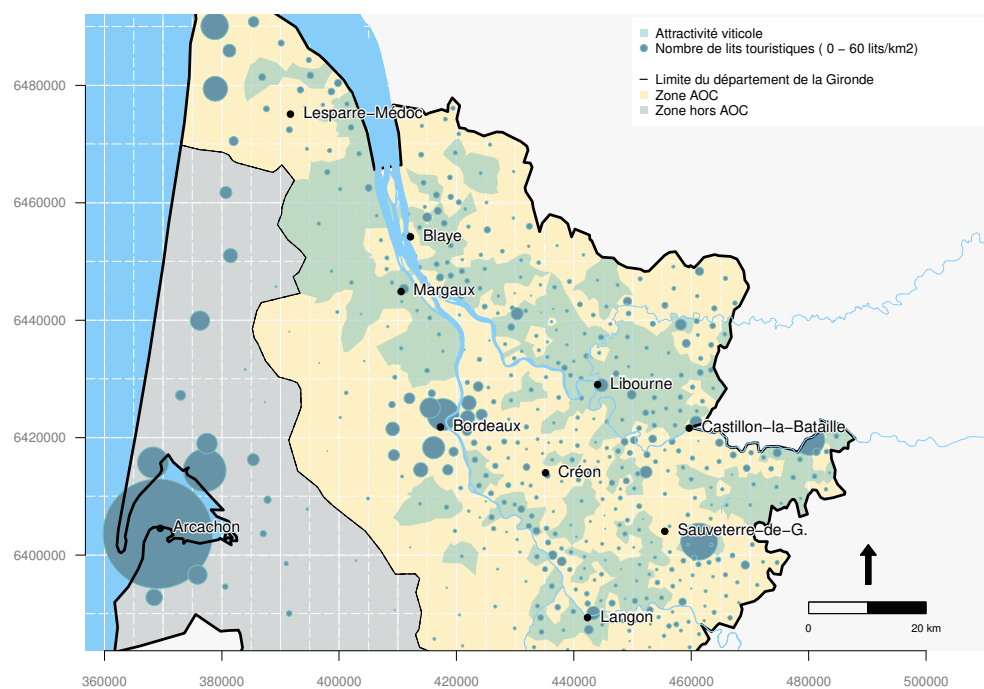 Attractivité viticole
Nombre de lits touristiques ( 0 – 60 lits/km2)
Limite du département de la Gironde
Zone AOC
Zone hors AOC
6480000
6460000
6440000
6420000
6400000
Lesparre–Médoc
Blaye
Margaux
Libourne
Castillon–la–Bataille
Bordeaux
Créon
Arcachon
Sauveterre–de–G.
Langon
0 20 km
360000 380000 400000 420000 440000 460000 480000 500000